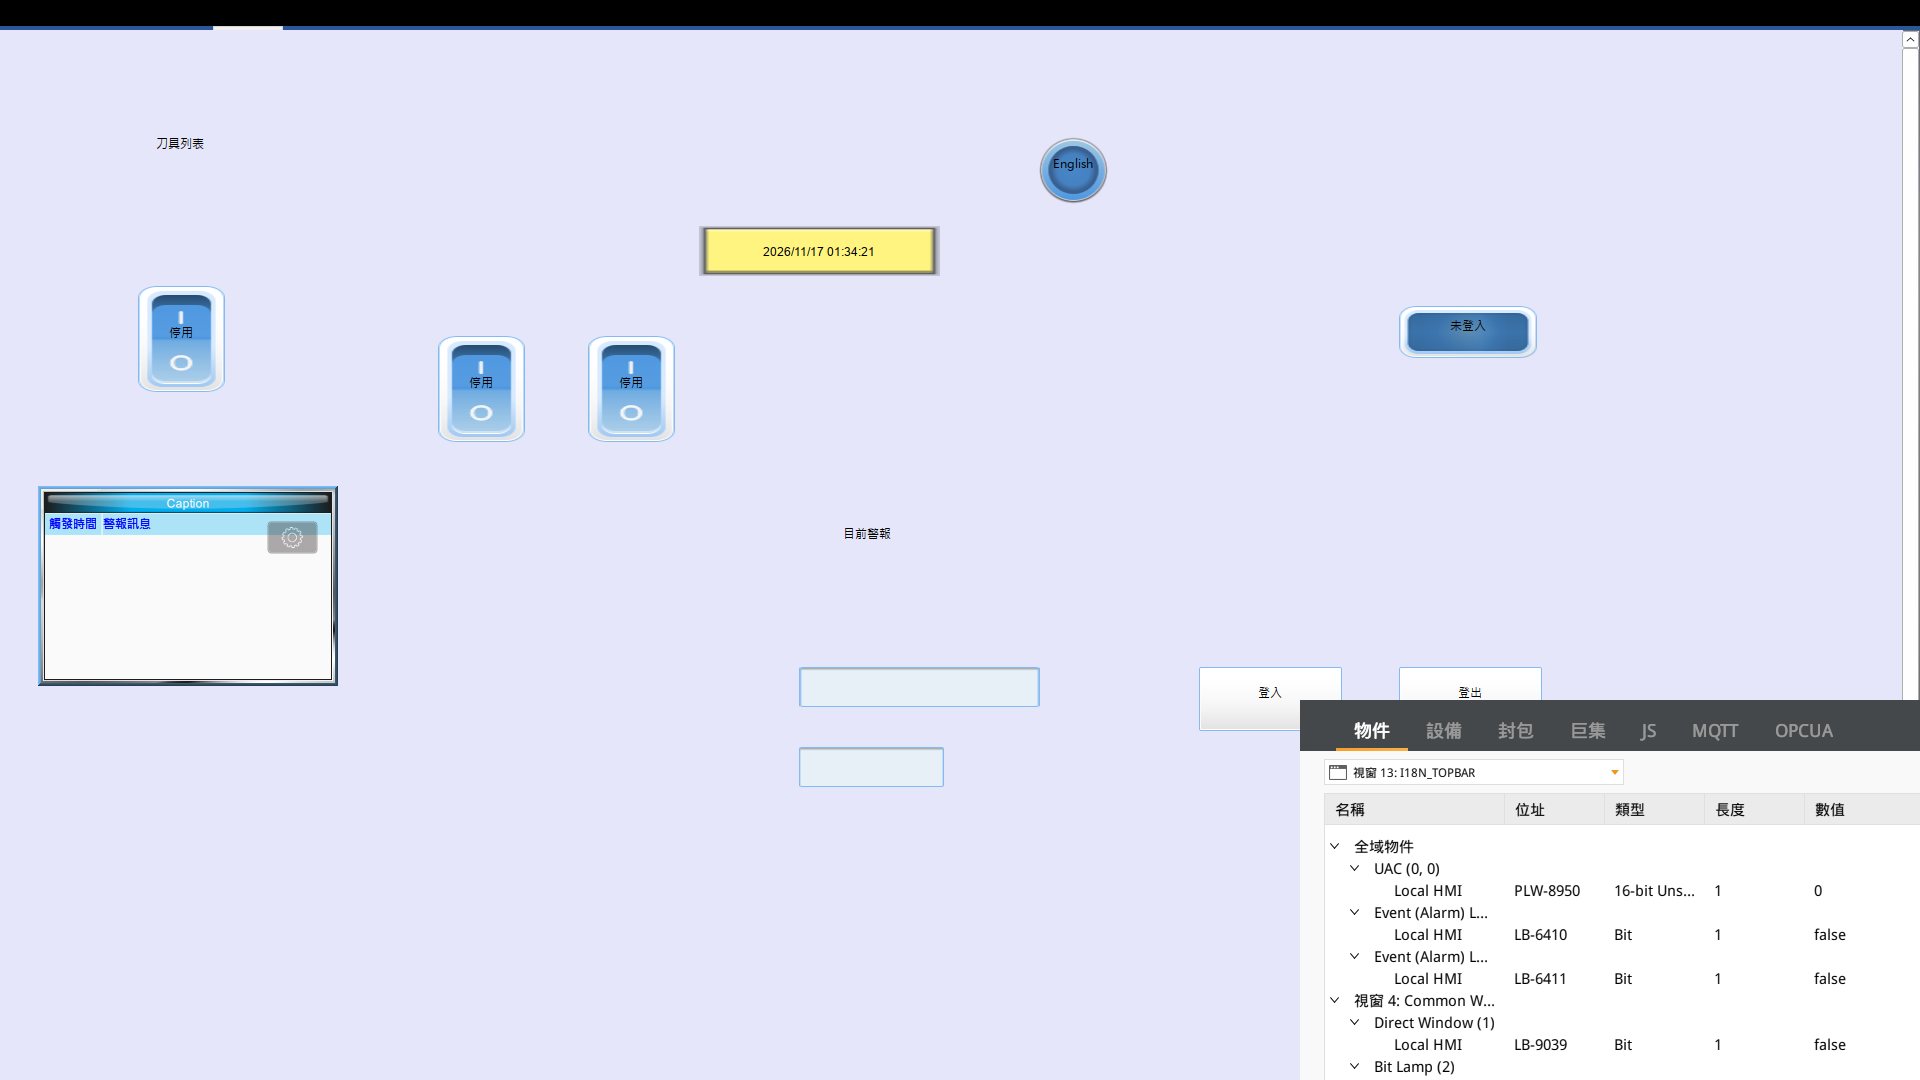 刀具列表
English
2026/11/17 01:34:21
停用
未登入
停用
停用
Caption
觸發時間 警報訊息
目前警報
登入
登出
物件 設備 封包 巨集 JS MQTT OPCUA
視窗 13: I18N_TOPBAR
名稱 位址 類型 長度 數值
全域物件
UAC (0, 0)
Local HMI PLW-8950 16-bit Uns... 1 0
Event (Alarm) L...
Local HMI LB-6410 Bit 1 false
Event (Alarm) L...
Local HMI LB-6411 Bit 1 false
視窗 4: Common W...
Direct Window (1)
Local HMI LB-9039 Bit 1 false
Bit Lamp (2)